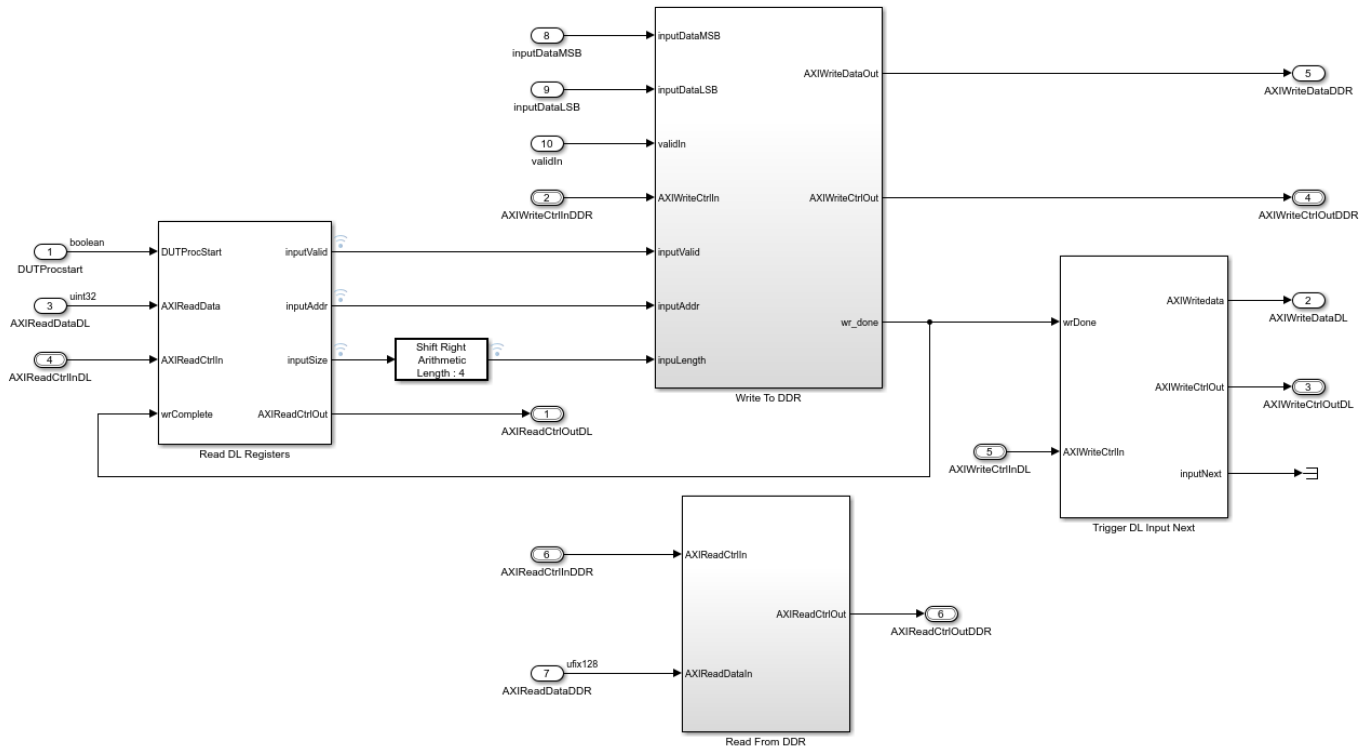 8
inputDataMSB
9
inputDataLSB
10
validIn
2
AXIWriteCtrlInDDR
inputDataMSB
inputDataLSB
validIn
AXIWriteCtrlIn
inputValid
inputAddr
inpuLength
AXIWriteDataOut
AXIWriteCtrlOut
wr_done
Write To DDR
5
AXIWriteDataDDR
4
AXIWriteCtrlOutDDR
boolean
1
DUTProcstart
uint32
3
AXIReadDataDL
4
AXIReadCtrlInDL
DUTProcStart
AXIReadData
AXIReadCtrlIn
wrComplete
inputValid
inputAddr
inputSize
AXIReadCtrlOut
Read DL Registers
Shift Right
Arithmetic
Length : 4
1
AXIReadCtrlOutDL
wrDone
AXIWriteCtrlIn
AXIWritedata
AXIWriteCtrlOut
inputNext
Trigger DL Input Next
5
AXIWriteCtrlInDL
2
AXIWriteDataDL
3
AXIWriteCtrlOutDL
6
AXIReadCtrlInDDR
ufix128
7
AXIReadDataDDR
AXIReadCtrlIn
AXIReadDataIn
AXIReadCtrlOut
Read From DDR
6
AXIReadCtrlOutDDR